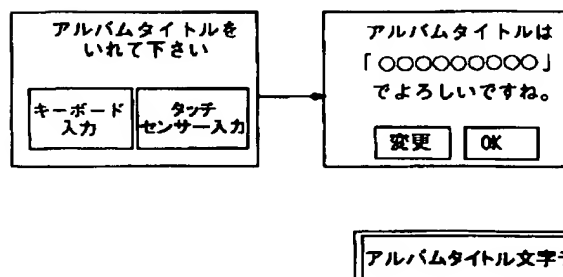 アルバムタイトルを
いれて下さい
キーボード
入力
タッチ
センサー入力
アルバムタイトルは
「○○○○○○○○○」
でよろしいですね。
変更
OK
アルバムタイトル文字